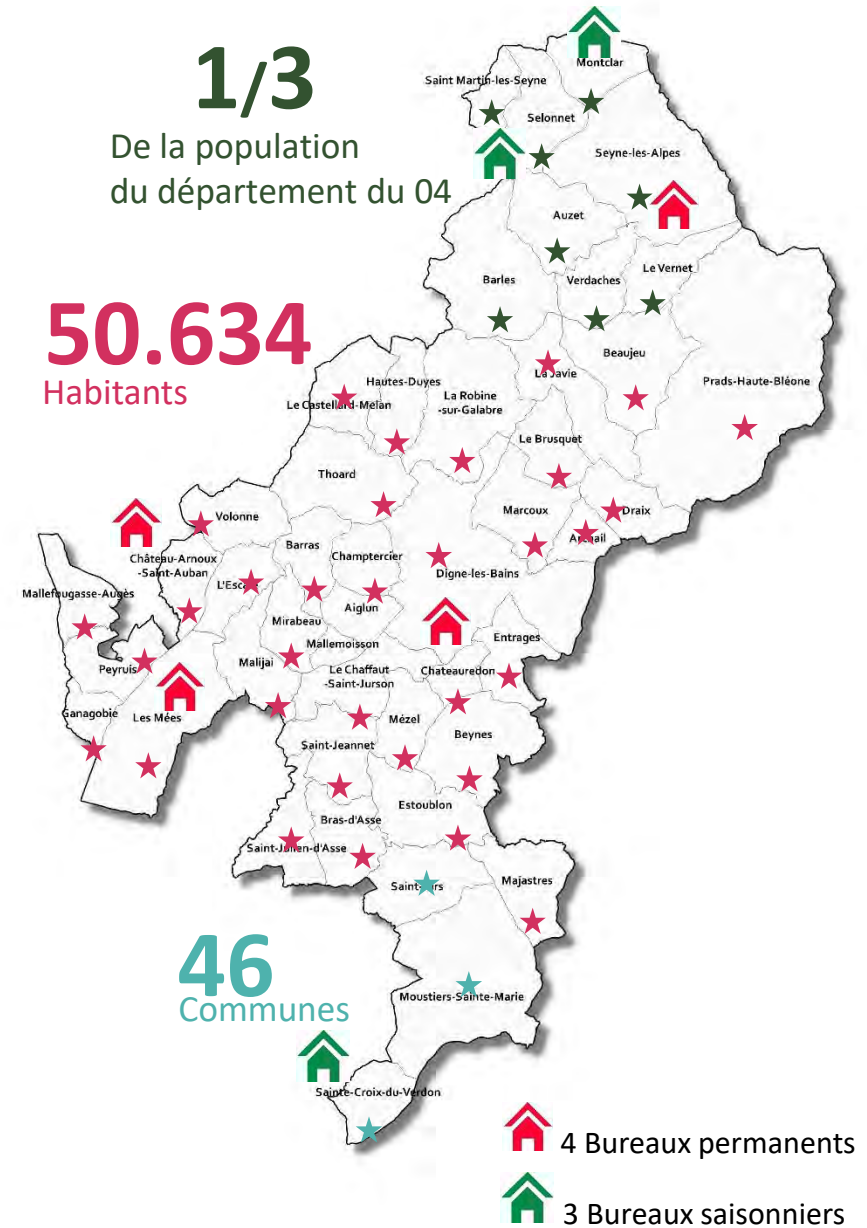 1/3
De la population
du département du 04
50.634
Habitants
46
Communes
Montclar
Saint Martin-les-Seyne
Selonnet
Seyne-les-Alpes
Auzet
Le Vernet
Barles
Verdaches
Beaujeu
La Javie
Prads-Haute-Bléone
Hautes-Duyes
Le Castellard-Melan
La Robine
-sur-Galabre
Le Brusquet
Thoard
Marcoux
Draix
Archail
Volonne
Barras
Champtercier
Château-Arnoux
-Saint-Auban
L'Escale
Digne-les-Bains
Mallefougasse-Augès
Aiglun
Mirabeau
Mallemoisson
Entrages
Peyruis
Malijai
Le Chaffaut
-Saint-Jurson
Chateauredon
Ganagobie
Les Mées
Mézel
Beynes
Saint-Jeannet
Estoublon
Bras-d'Asse
Saint-Julien-d'Asse
Saint-Jurs
Majastres
Moustiers-Sainte-Marie
Sainte-Croix-du-Verdon
4 Bureaux permanents
3 Bureaux saisonniers